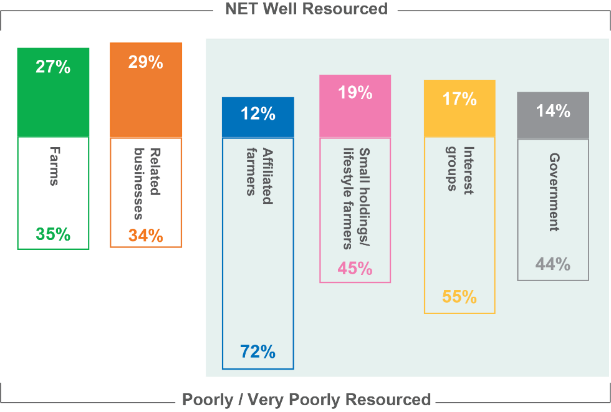 NET Well Resourced
27%
29%
12%
19%
17%
14%
Farms
Related
businesses
Affiliated
farmers
Small holdings/
lifestyle farmers
Interest
groups
Government
35%
34%
72%
45%
55%
44%
Poorly / Very Poorly Resourced